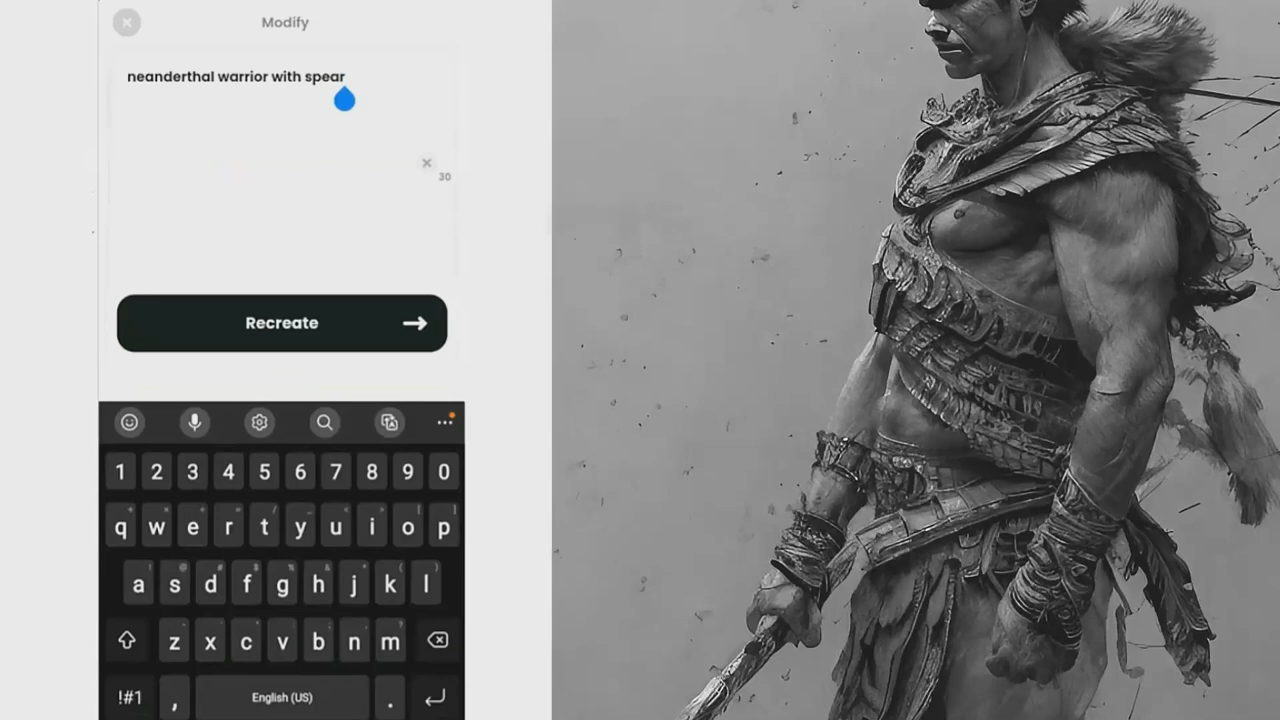 Modify
neanderthal warrior with spear
30
Recreate
1 2 3 4 5 6 7 8 9 0
q w e r t y u i o p
a s d f g h j k l
z x c v b n m
!#1 , English (US) .